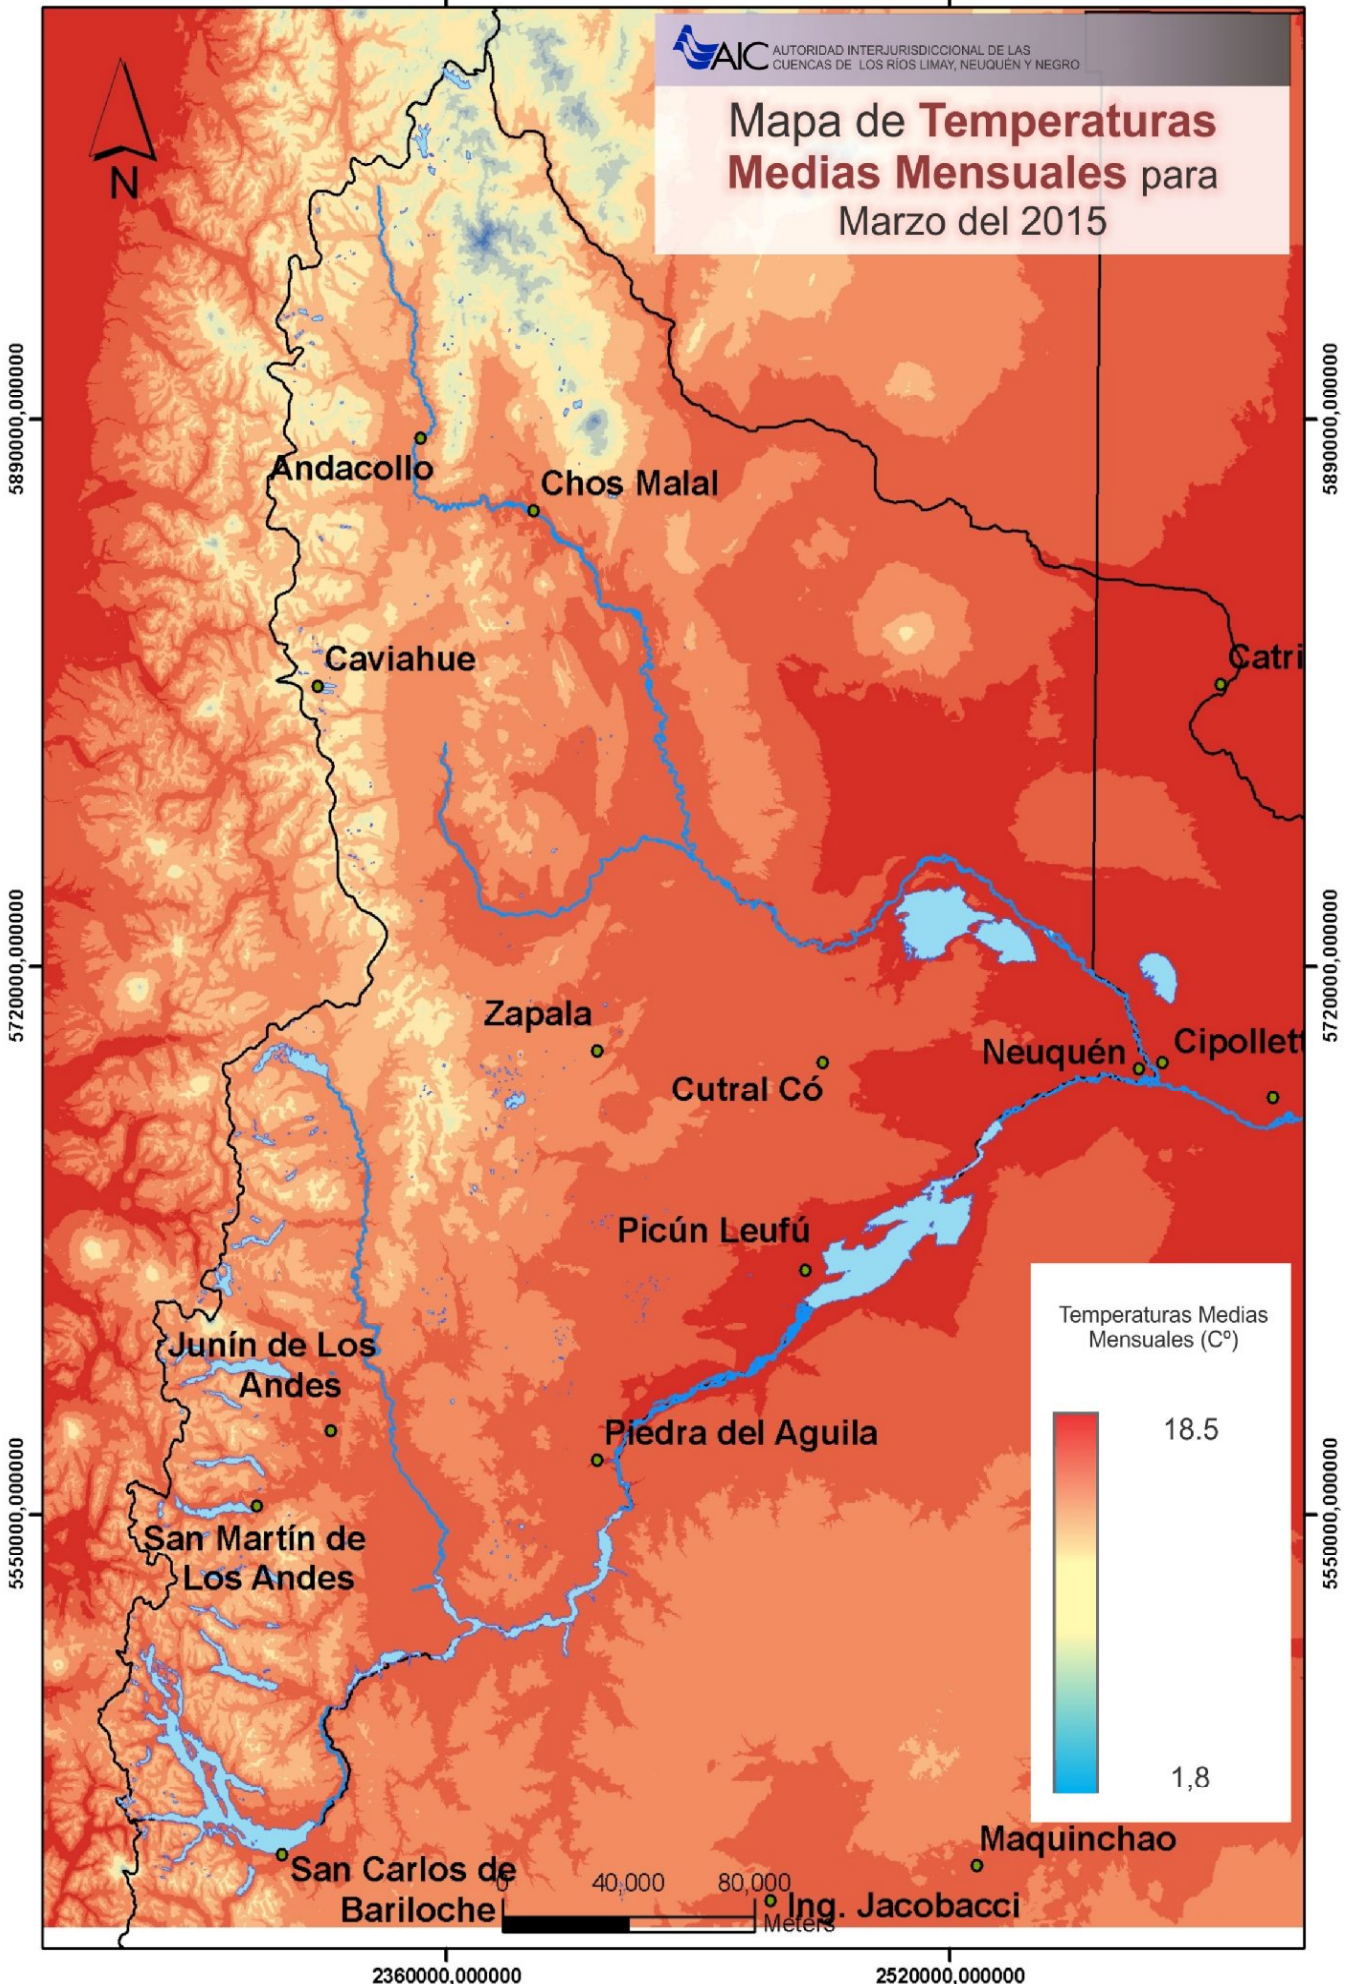 AIC AUTORIDAD INTERJURISDICCIONAL DE LAS
CUENCAS DE LOS RÍOS LIMAY, NEUQUÉN Y NEGRO
Mapa de Temperaturas
Medias Mensuales para
Marzo del 2015
N
5890000,000000
5890000,000000
Andacollo
Chos Malal
Caviahue
Catri
5720000,000000
5720000,000000
Zapala
Neuquén
Cipollett
Cutral Có
Picún Leufú
Temperaturas Medias
Mensuales (Cº)
18.5
1,8
Junín de Los
Andes
Piedra del Aguila
5550000,000000
5550000,000000
San Martín de
Los Andes
Maquinchao
San Carlos de
Bariloche
0 40,000 80,000
Meters
Ing. Jacobacci
2360000,000000
2520000,000000